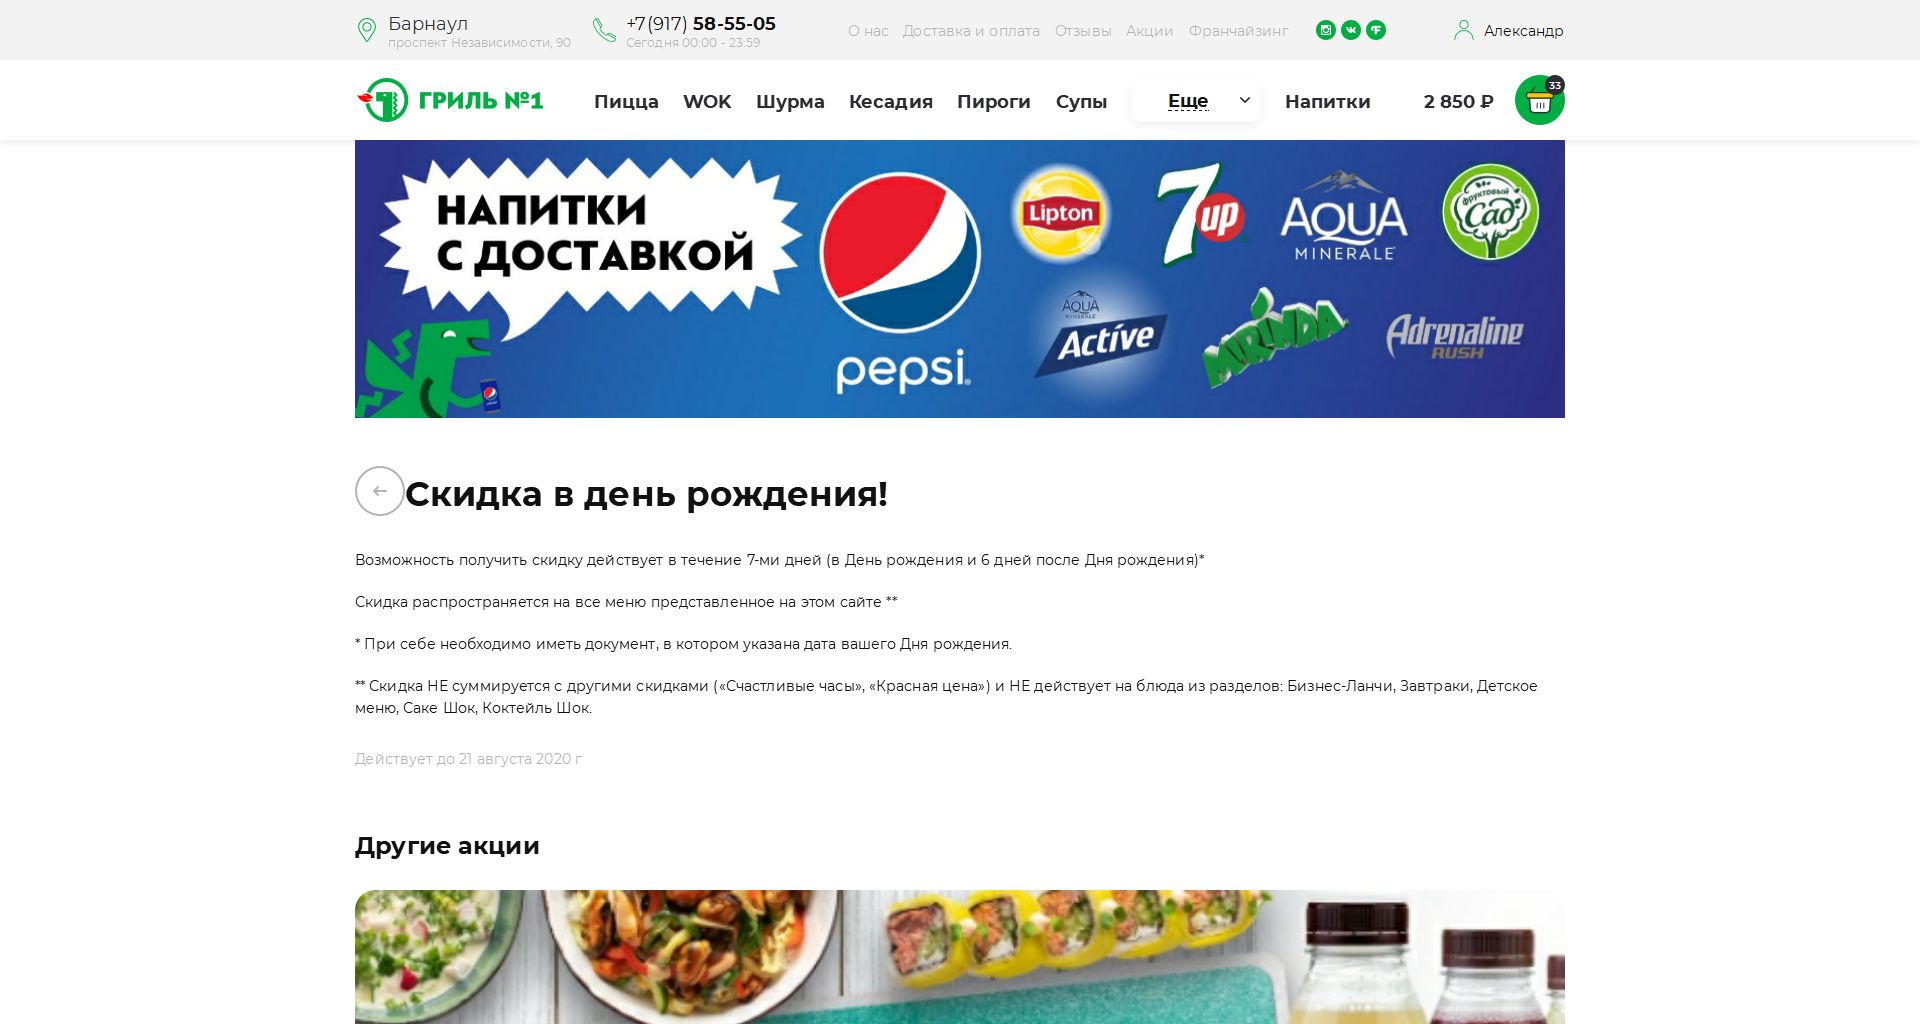 Барнаул
проспект Независимости, 90
+7(917) 58-55-05
Сегодня 00:00 - 23:59
О нас
Доставка и оплата
Отзывы
Акции
Франчайзинг
Александр
ГРИЛЬ №1
Пицца
WOK
Шурма
Кесадия
Пироги
Супы
Еще
Напитки
2 850 ₽
33
НАПИТКИ
С ДОСТАВКОЙ
pepsi
Lipton
7up
AQUA
MINERALE
фруктовый
Сад
AQUA
MINERALE
Active
MIRINDA
Adrenaline
RUSH
Скидка в день рождения!
Возможность получить скидку действует в течение 7-ми дней (в День рождения и 6 дней после Дня рождения)*
Скидка распространяется на все меню представленное на этом сайте **
* При себе необходимо иметь документ, в котором указана дата вашего Дня рождения.
** Скидка НЕ суммируется с другими скидками («Счастливые часы», «Красная цена») и НЕ действует на блюда из разделов: Бизнес-Ланчи, Завтраки, Детское
меню, Саке Шок, Коктейль Шок.
Действует до 21 августа 2020 г
Другие акции